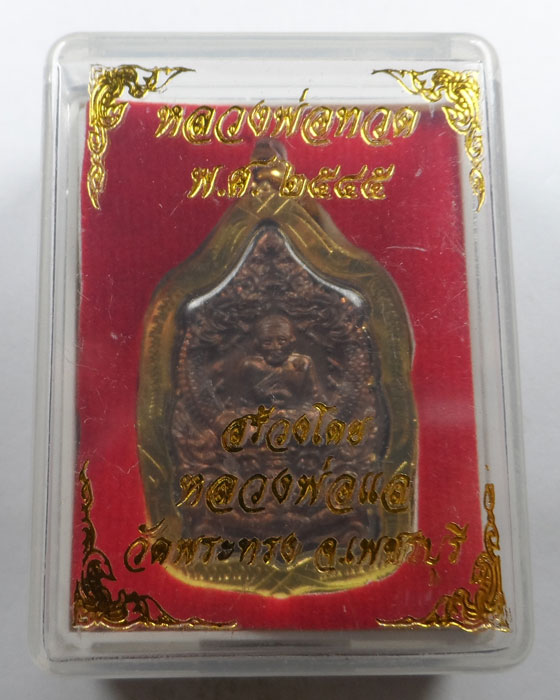 หลวงพ่อทวด
พ.ศ. ๒๕๔๕
สร้างโดย
หลวงพ่อแล
วัดพระทรง จ.เพชรบุรี